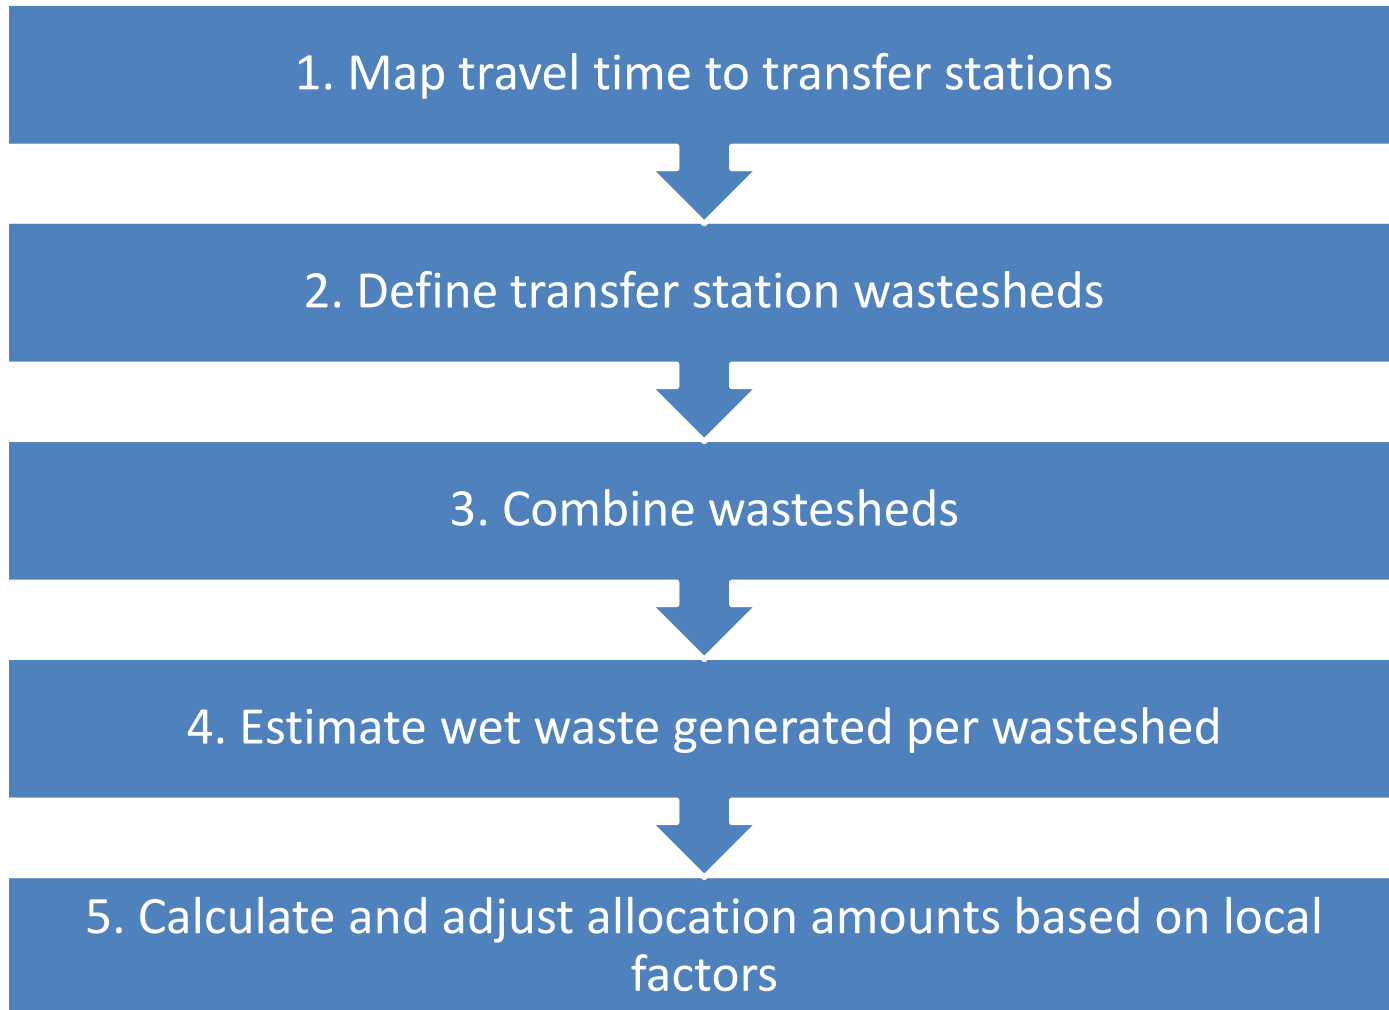 1. Map travel time to transfer stations
2. Define transfer station wastesheds
3. Combine wastesheds
4. Estimate wet waste generated per wasteshed
5. Calculate and adjust allocation amounts based on local
factors